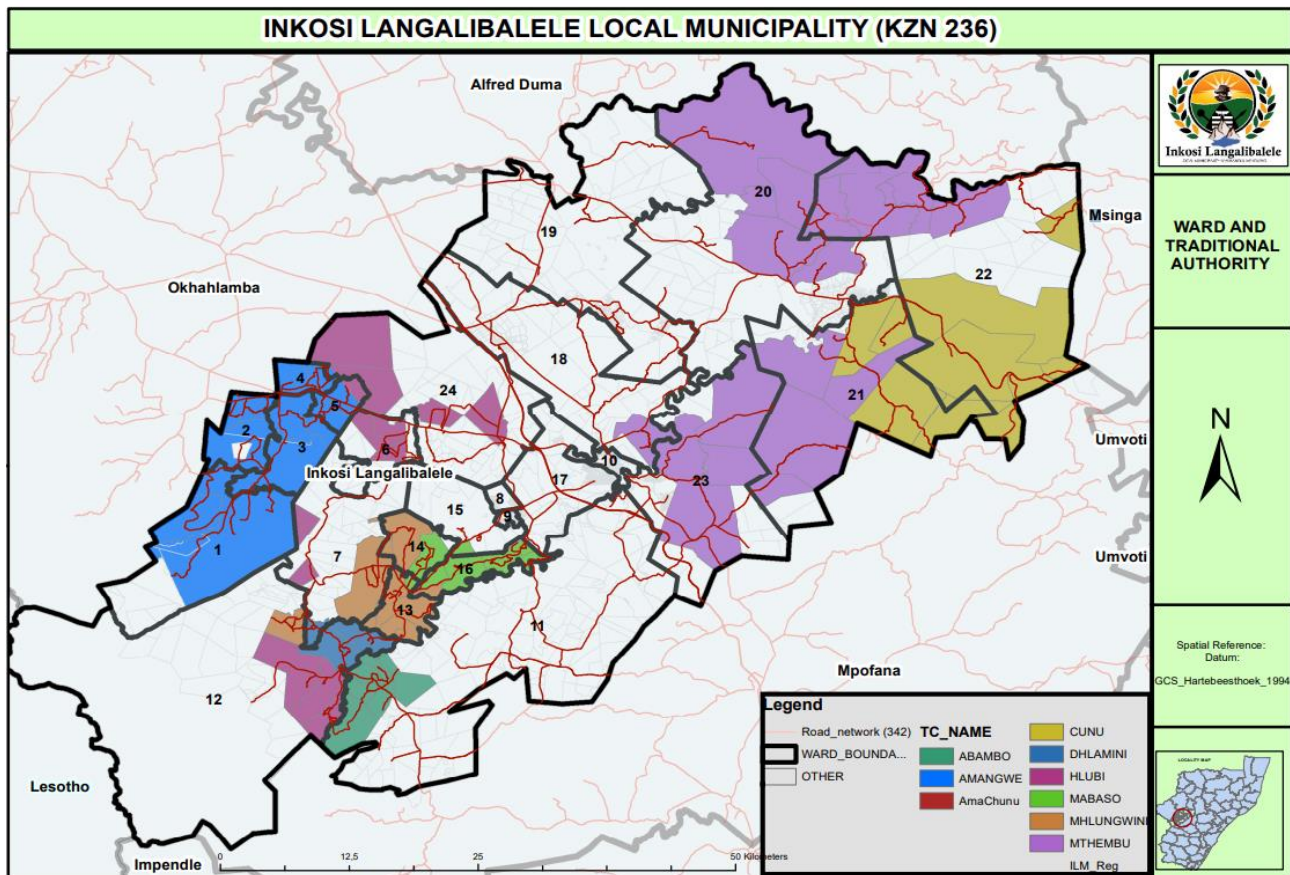 INKOSI LANGALIBALELE LOCAL MUNICIPALITY (KZN 236)
Alfred Duma
Msinga
Okhahlamba
Umvoti
Umvoti
Mpofana
Lesotho
Impendle
Inkosi Langalibalele
20
19
22
18
4
24
5
21
2
3
6
10
17
23
15
8
9
1
7
14
16
13
11
12
0
12,5
25
50 Kilometers
Legend
Road_network (342)
WARD_BOUNDA...
OTHER
TC_NAME
ABAMBO
AMANGWE
AmaChunu
CUNU
DHLAMINI
HLUBI
MABASO
MHLUNGWINI
MTHEMBU
ILM_Reg
Inkosi Langalibalele
WARD AND
TRADITIONAL
AUTHORITY
N
Spatial Reference:
Datum:
GCS_Hartebeesthoek_1994
LOCALITY MAP